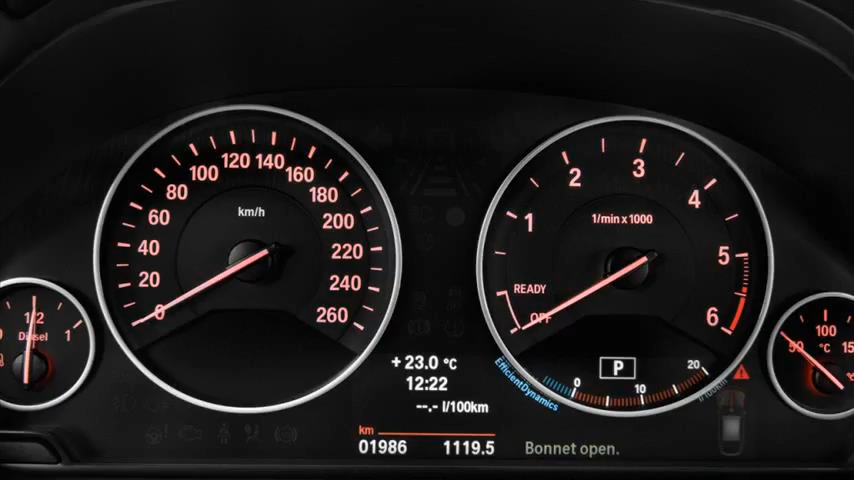 km/h
0
20
40
60
80
100
120
140
160
180
200
220
240
260
1/min x 1000
1
2
3
4
5
6
READY
OFF
1/2
Diesel
1
50
100
°C
+23.0 °C
12:22
--.- l/100km
km
01986 1119.5
P
EfficientDynamics
0
10
20
l/100km
Bonnet open.